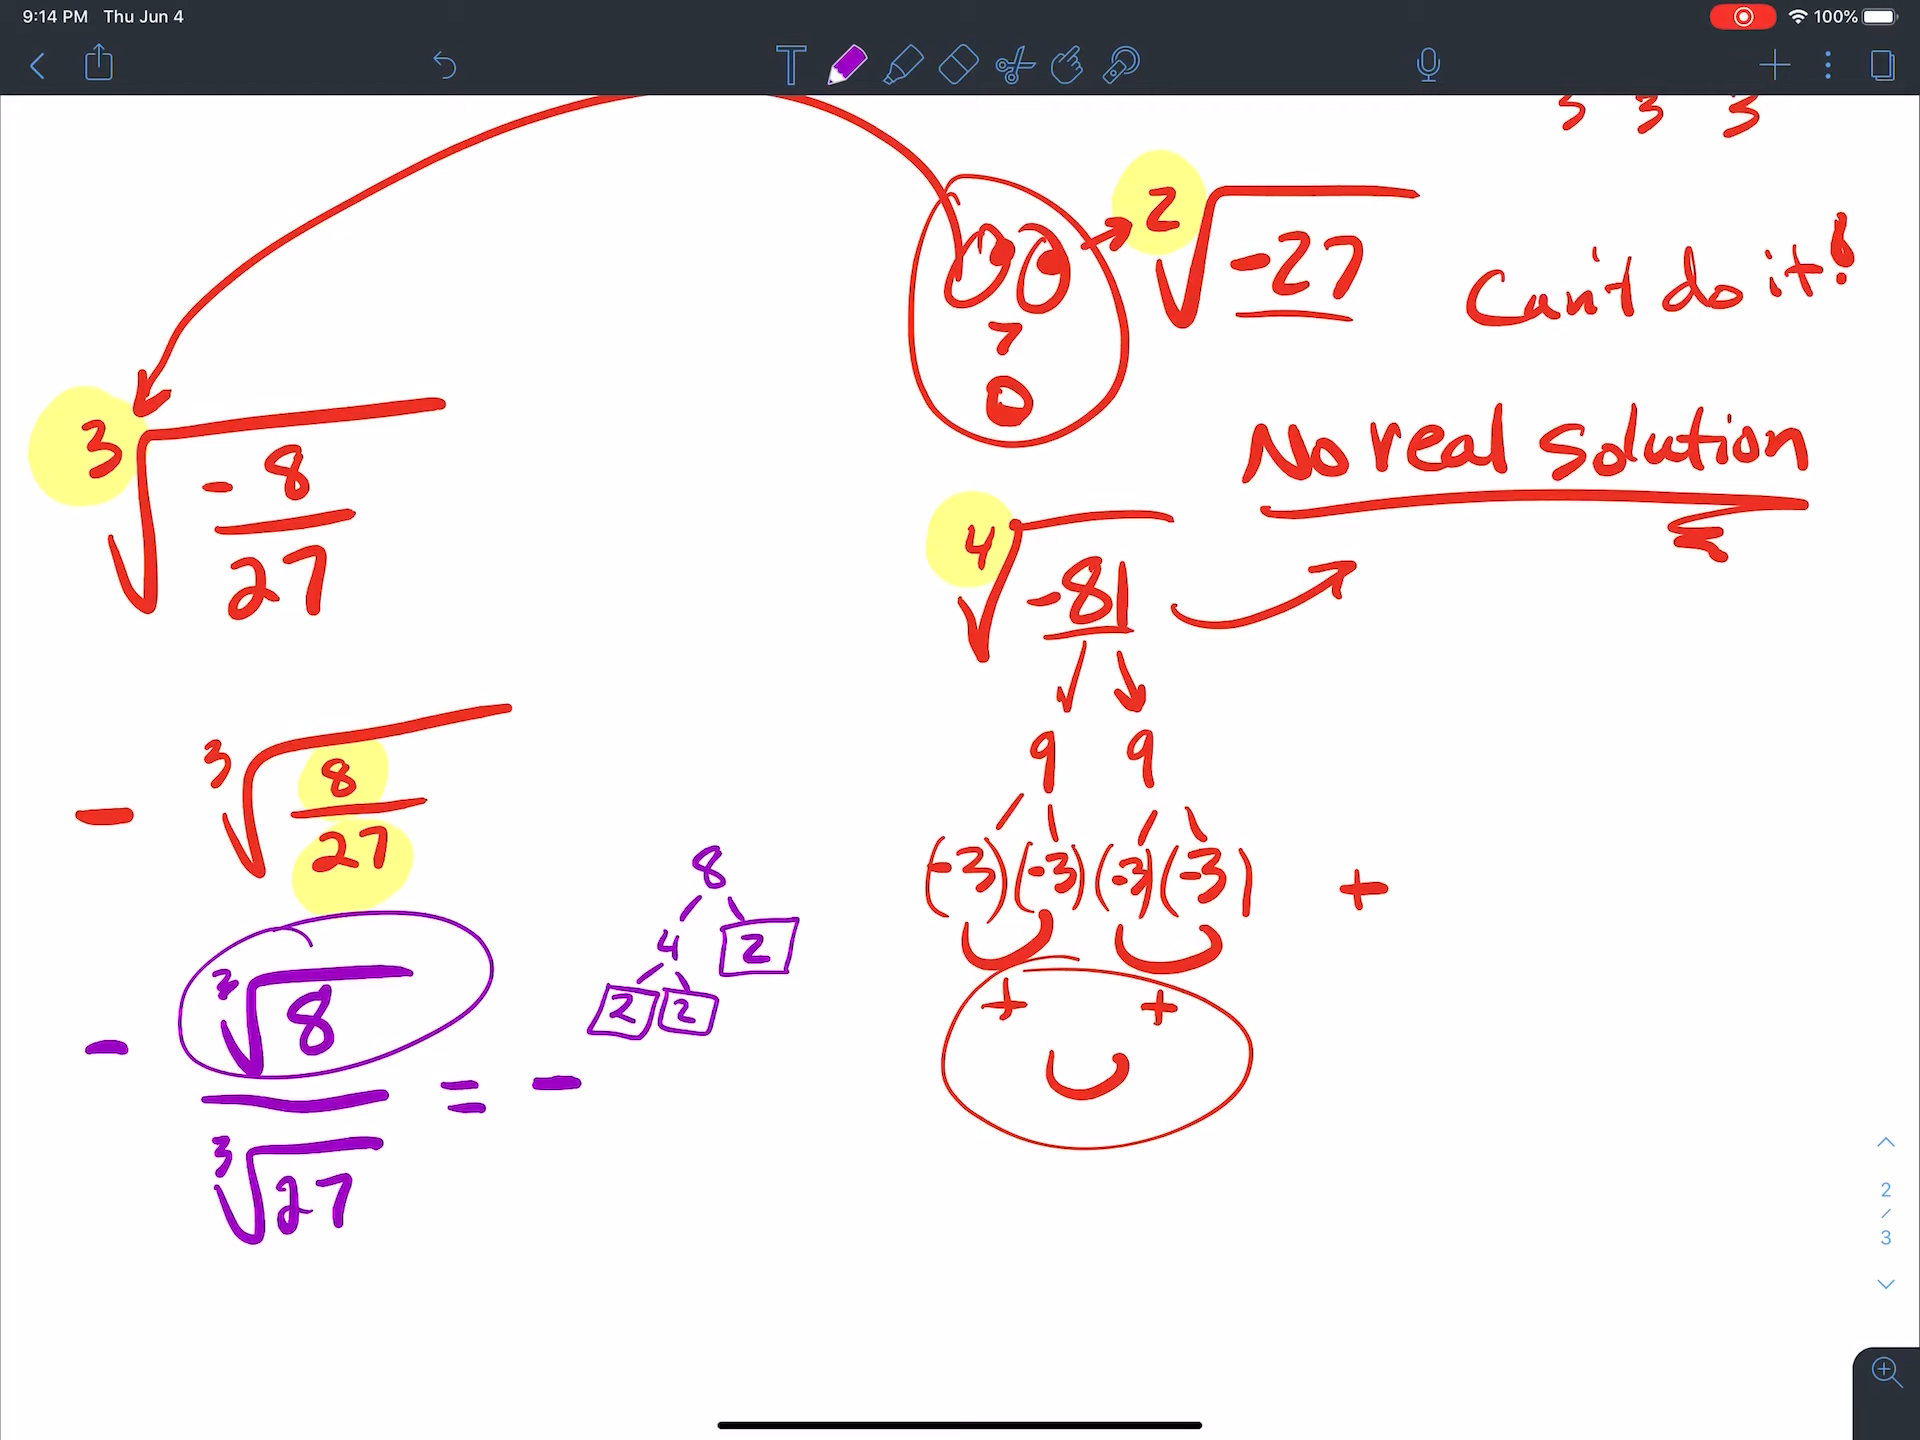 9:14 PM Thu Jun 4
100%
3 3 3
2√-27 Can't do it!
3√-8/27
No real solution
4√-81
9 9
(-3)(-3)(-3)(-3) +
+ +
- 3√8/27
8
4 2
2 2
- 3√8 / 3√27 = -
2
/
3